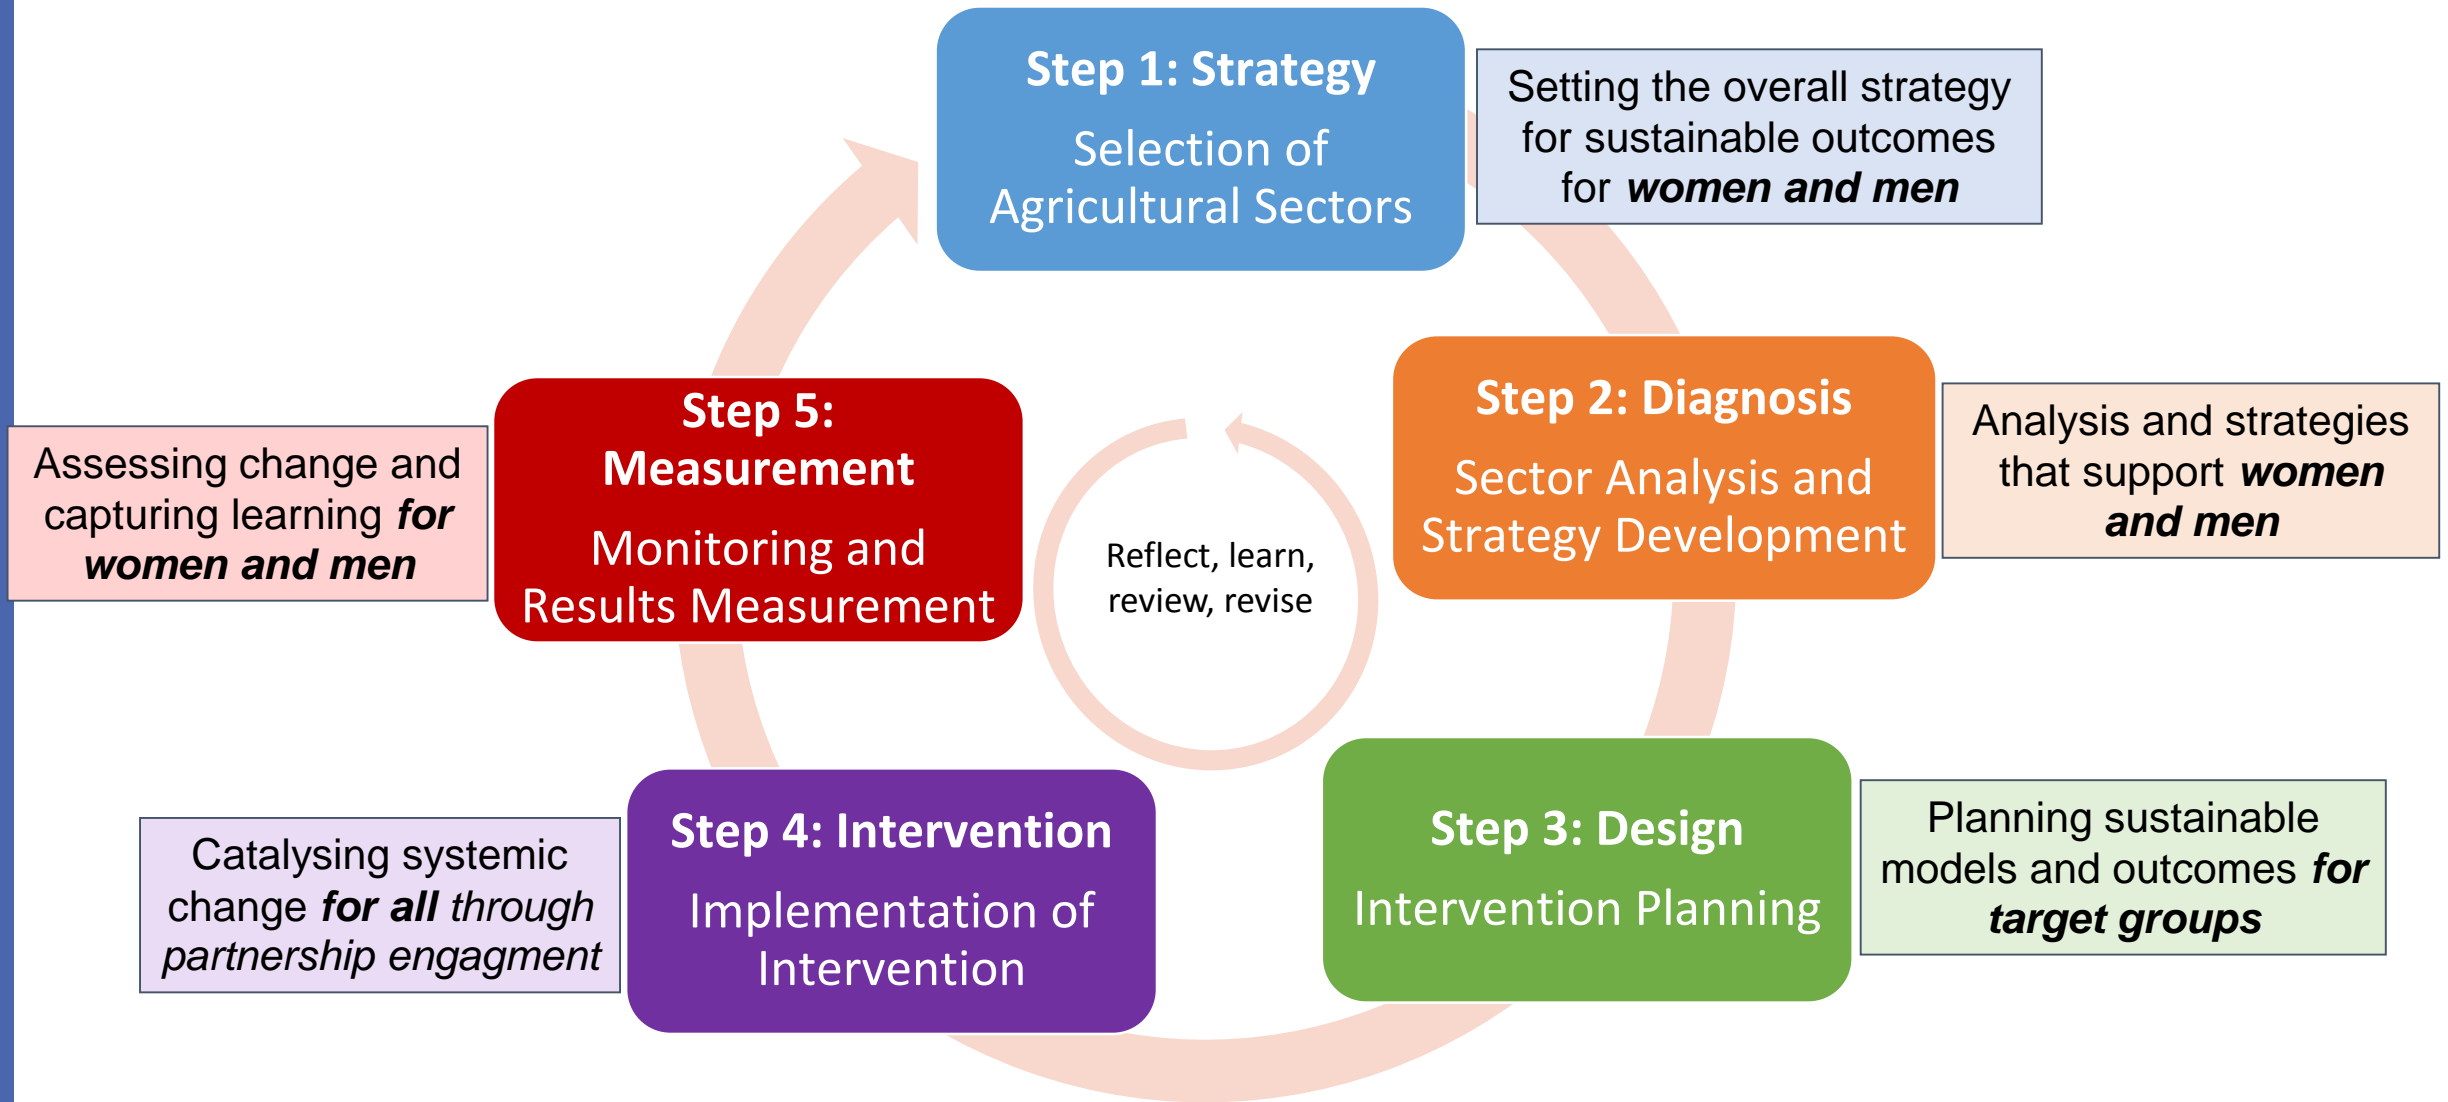 Step 1: Strategy
Selection of
Agricultural Sectors
Setting the overall strategy
for sustainable outcomes
for women and men
Step 2: Diagnosis
Sector Analysis and
Strategy Development
Analysis and strategies
that support women
and men
Step 3: Design
Intervention Planning
Planning sustainable
models and outcomes for
target groups
Step 4: Intervention
Implementation of
Intervention
Catalysing systemic
change for all through
partnership engagment
Step 5:
Measurement
Monitoring and
Results Measurement
Assessing change and
capturing learning for
women and men
Reflect, learn,
review, revise